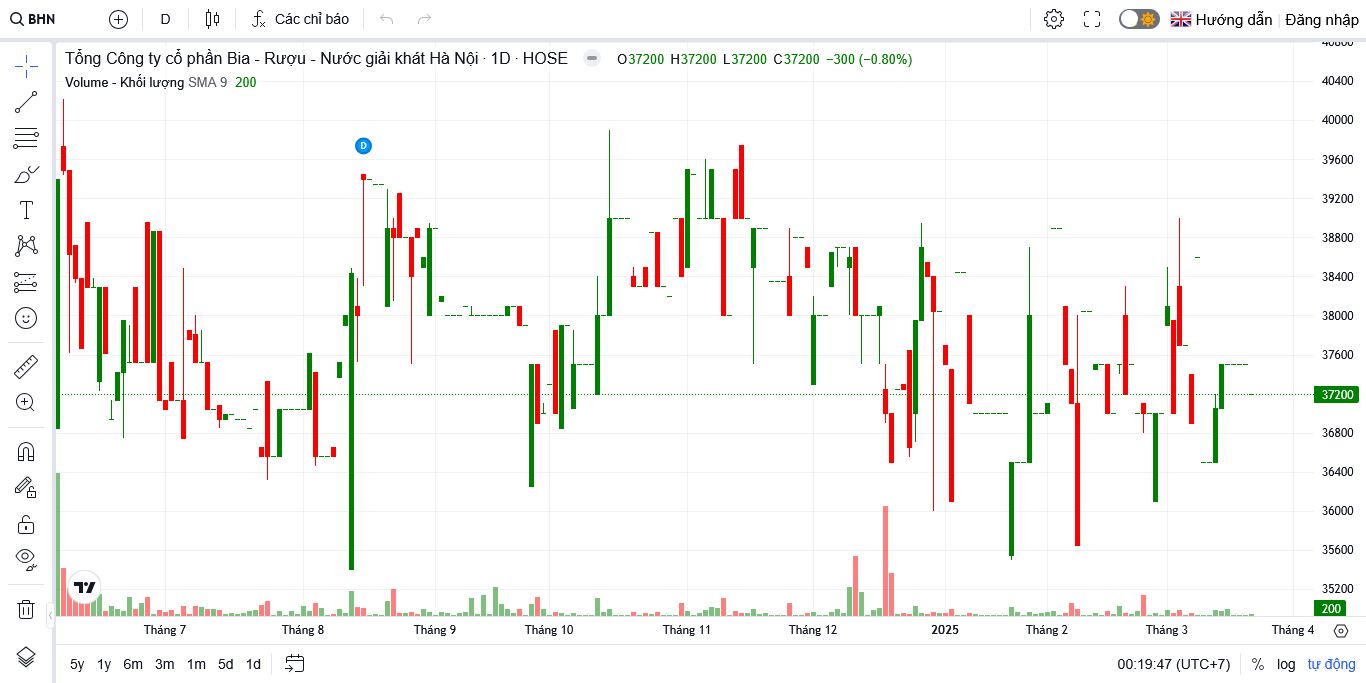 BHN D Các chỉ báo Hướng dẫn Đăng nhập
Tổng Công ty cổ phần Bia - Rượu - Nước giải khát Hà Nội · 1D · HOSE O37200 H37200 L37200 C37200 −300 (−0.80%)
Volume - Khối lượng SMA 9 200
D
40800
40400
40000
39600
39200
38800
38400
38000
37600
37200
36800
36400
36000
35600
35200
200
Tháng 7 Tháng 8 Tháng 9 Tháng 10 Tháng 11 Tháng 12 2025 Tháng 2 Tháng 3 Tháng 4
5y 1y 6m 3m 1m 5d 1d 00:19:47 (UTC+7) % log tự động